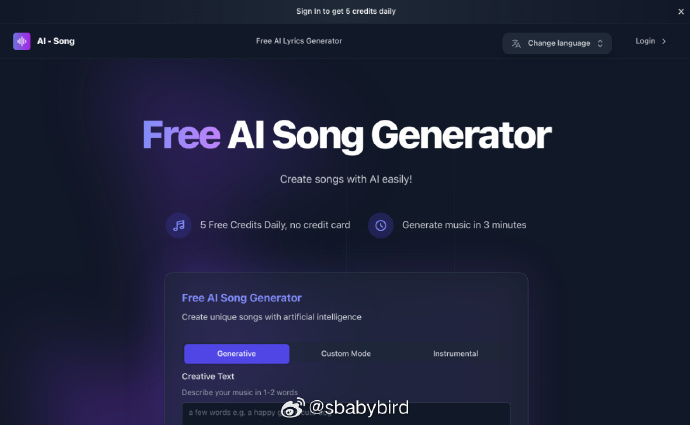 Sign In to get 5 credits daily
AI - Song
Free AI Lyrics Generator
Change language
Login
Free AI Song Generator
Create songs with AI easily!
5 Free Credits Daily, no credit card
Generate music in 3 minutes
Free AI Song Generator
Create unique songs with artificial intelligence
Generative
Custom Mode
Instrumental
Creative Text
Describe your music in 1-2 words
a few words e.g. a happy
@sbabybird